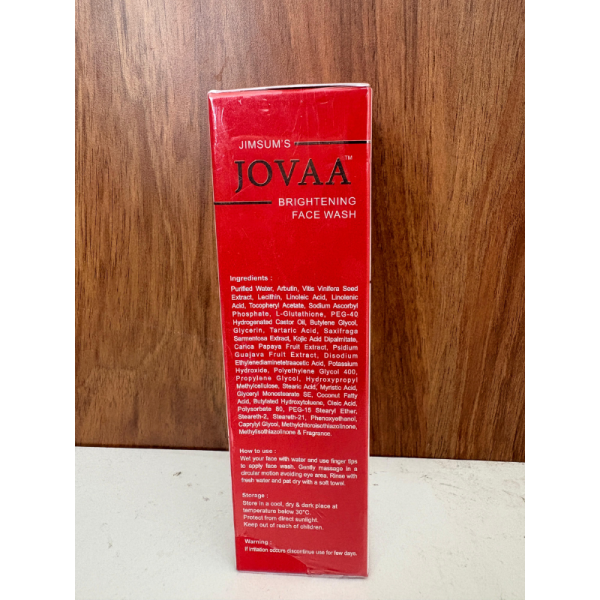 JIMSUM'S
JOVAA™
BRIGHTENING
FACE WASH
Ingredients :
Purified Water, Arbutin, Vitis Vinifera Seed
Extract, Lecithin, Linoleic Acid, Linolenic
Acid, Tocopheryl Acetate, Sodium Ascorbyl
Phosphate, L-Glutathione, PEG-40
Hydrogenated Castor Oil, Butylene Glycol,
Glycerin, Tartaric Acid, Saxifraga
Sarmentosa Extract, Kojic Acid Dipalmitate,
Carica Papaya Fruit Extract, Psidium
Guajava Fruit Extract, Disodium
Ethylenediaminetetraacetic Acid, Potassium
Hydroxide, Polyethylene Glycol 400,
Propylene Glycol, Hydroxypropyl
Methylcellulose, Stearic Acid, Myristic Acid,
Glyceryl Monostearate SE, Coconut Fatty
Acid, Butylated Hydroxytoluene, Oleic Acid,
Polysorbate 80, PEG-15 Stearyl Ether,
Steareth-2, Steareth-21, Phenoxyethanol,
Caprylyl Glycol, Methylchloroisothiazolinone,
Methylisothiazolinone & Fragrance.
How to use :
Wet your face with water and use finger tips
to apply face wash. Gently massage in a
circular motion avoiding eye area. Rinse with
fresh water and pat dry with a soft towel.
Storage :
Store in a cool, dry & dark place at
temperature below 30°C.
Protect from direct sunlight.
Keep out of reach of children.
Warning :
If irritation occurs discontinue use for few days.